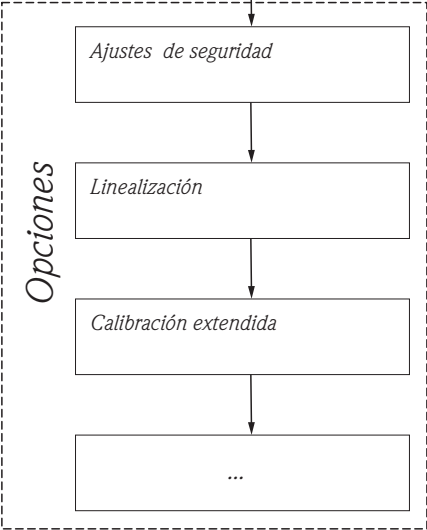 Opciones
Ajustes de seguridad
Linealización
Calibración extendida
...